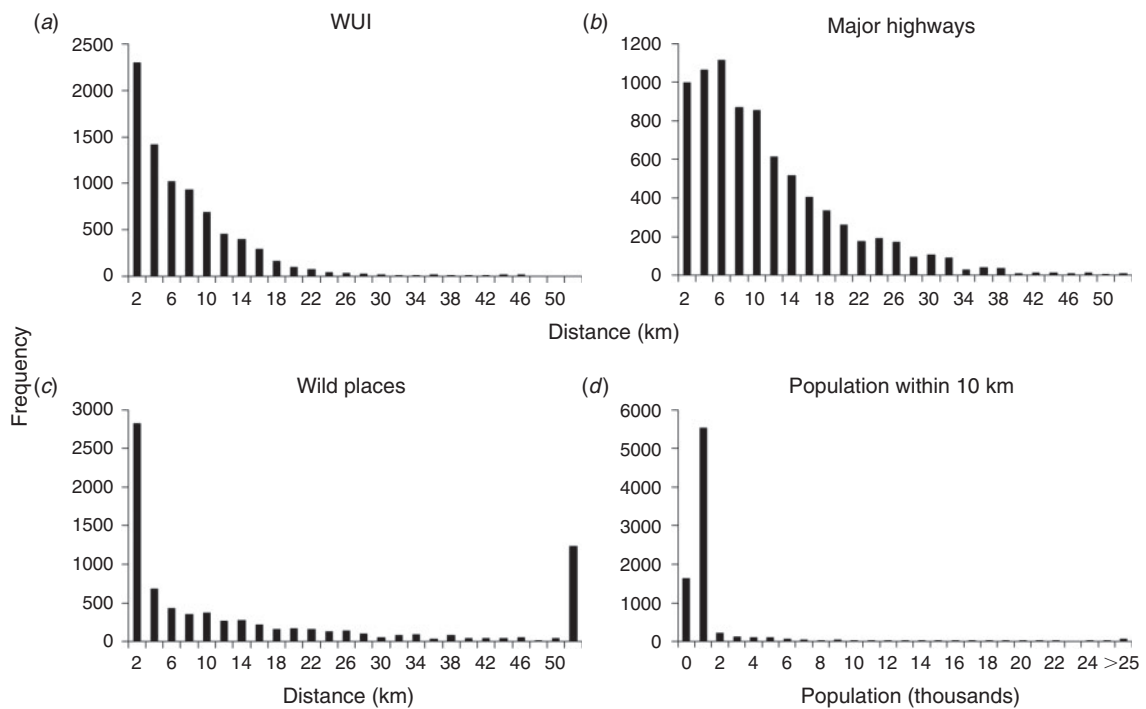 (a) WUI
2500
2000
1500
1000
500
0
2 6 10 14 18 22 26 30 34 38 42 46 50
(b) Major highways
1200
1000
800
600
400
200
0
2 6 10 14 18 22 26 30 34 38 42 46 50
Distance (km)
Frequency
(c) Wild places
3000
2500
2000
1500
1000
500
0
2 6 10 14 18 22 26 30 34 38 42 46 50
Distance (km)
(d) Population within 10 km
6000
5000
4000
3000
2000
1000
0
0 2 4 6 8 10 12 14 16 18 20 22 24 >25
Population (thousands)